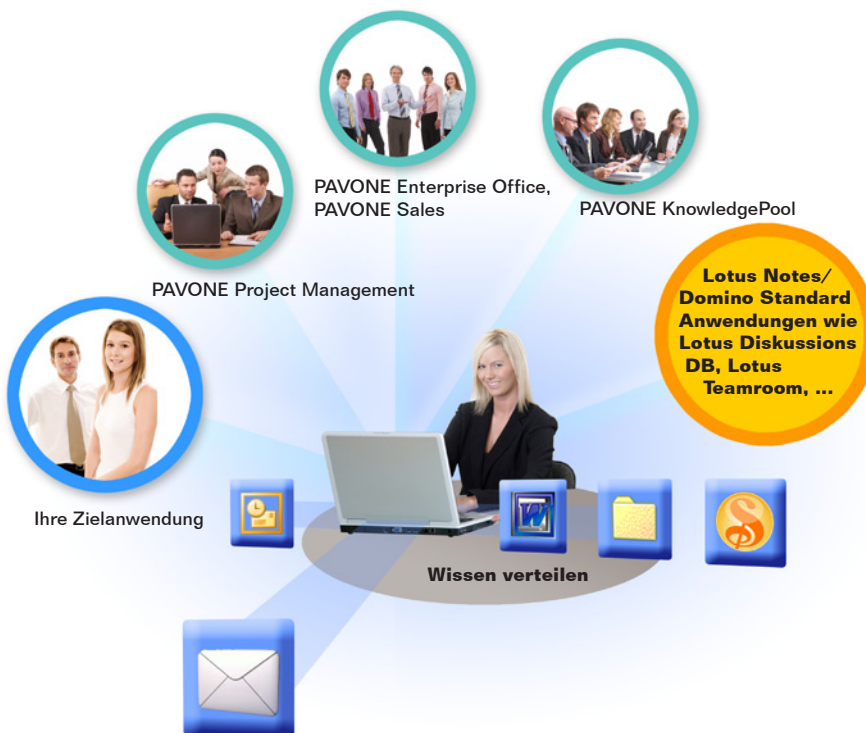 PAVONE Enterprise Office,
PAVONE Sales
PAVONE KnowledgePool
PAVONE Project Management
Lotus Notes/
Domino Standard
Anwendungen wie
Lotus Diskussions
DB, Lotus
Teamroom, ...
Ihre Zielanwendung
W
S
Wissen verteilen